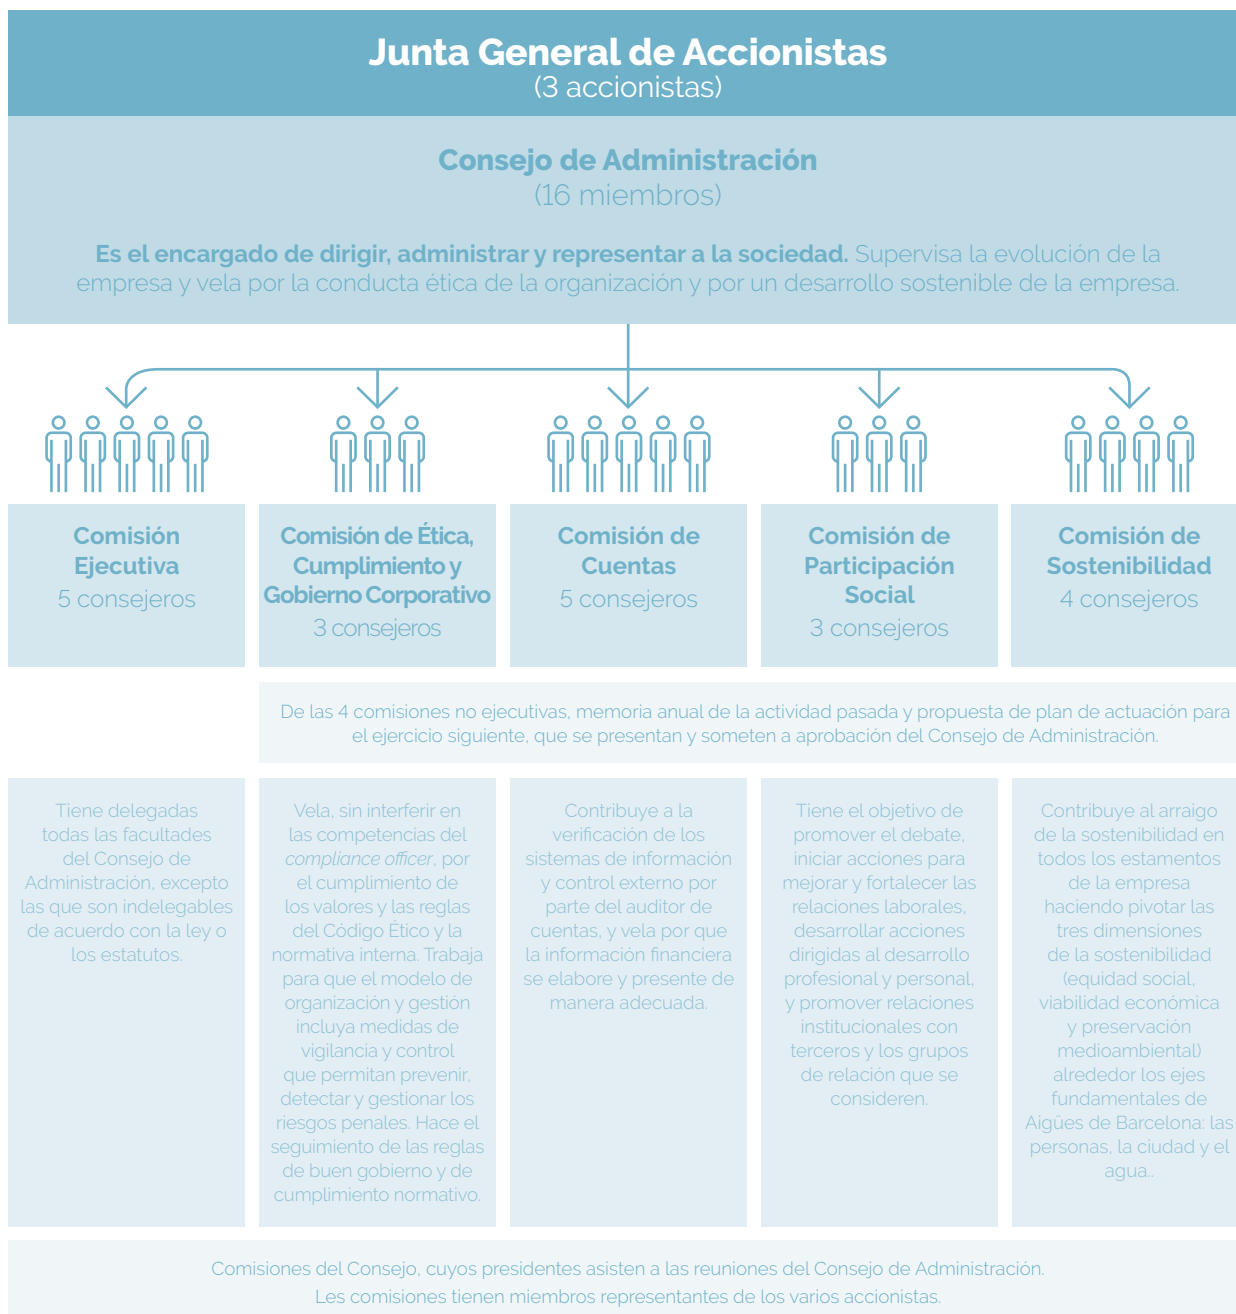 Junta General de Accionistas
(3 accionistas)
Consejo de Administración
(16 miembros)
Es el encargado de dirigir, administrar y representar a la sociedad. Supervisa la evolución de la
empresa y vela por la conducta ética de la organización y por un desarrollo sostenible de la empresa.
Comisión
Ejecutiva
5 consejeros
Comisión de Ética,
Cumplimiento y
Gobierno Corporativo
3 consejeros
Comisión de
Cuentas
5 consejeros
Comisión de
Participación
Social
3 consejeros
Comisión de
Sostenibilidad
4 consejeros
De las 4 comisiones no ejecutivas, memoria anual de la actividad pasada y propuesta de plan de actuación para
el ejercicio siguiente, que se presentan y someten a aprobación del Consejo de Administración.
Tiene delegadas
todas las facultades
del Consejo de
Administración, excepto
las que son indelegables
de acuerdo con la ley o
los estatutos.
Vela, sin interferir en
las competencias del
compliance officer, por
el cumplimiento de
los valores y las reglas
del Código Ético y la
normativa interna. Trabaja
para que el modelo de
organización y gestión
incluya medidas de
vigilancia y control
que permitan prevenir,
detectar y gestionar los
riesgos penales. Hace el
seguimiento de las reglas
de buen gobierno y de
cumplimiento normativo.
Contribuye a la
verificación de los
sistemas de información
y control externo por
parte del auditor de
cuentas, y vela por que
la información financiera
se elabore y presente de
manera adecuada.
Tiene el objetivo de
promover el debate,
iniciar acciones para
mejorar y fortalecer las
relaciones laborales,
desarrollar acciones
dirigidas al desarrollo
profesional y personal,
y promover relaciones
institucionales con
terceros y los grupos
de relación que se
consideren.
Contribuye al arraigo
de la sostenibilidad en
todos los estamentos
de la empresa
haciendo pivotar las
tres dimensiones
de la sostenibilidad
(equidad social,
viabilidad económica
y preservación
medioambiental)
alrededor los ejes
fundamentales de
Aigües de Barcelona: las
personas, la ciudad y el
agua..
Comisiones del Consejo, cuyos presidentes asisten a las reuniones del Consejo de Administración.
Les comisiones tienen miembros representantes de los varios accionistas.